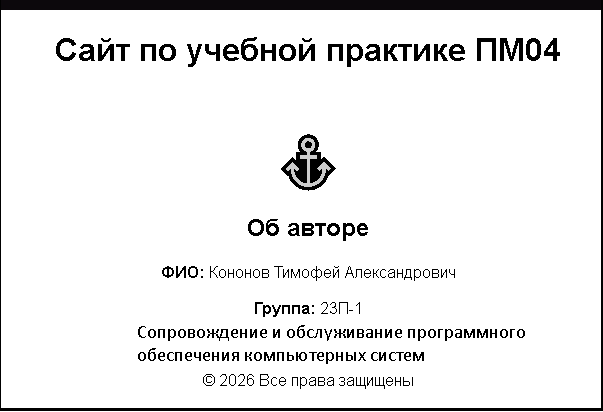 Сайт по учебной практике ПМ04
Об авторе
ФИО: Кононов Тимофей Александрович
Группа: 23П-1
Сопровождение и обслуживание программного
обеспечения компьютерных систем
© 2026 Все права защищены